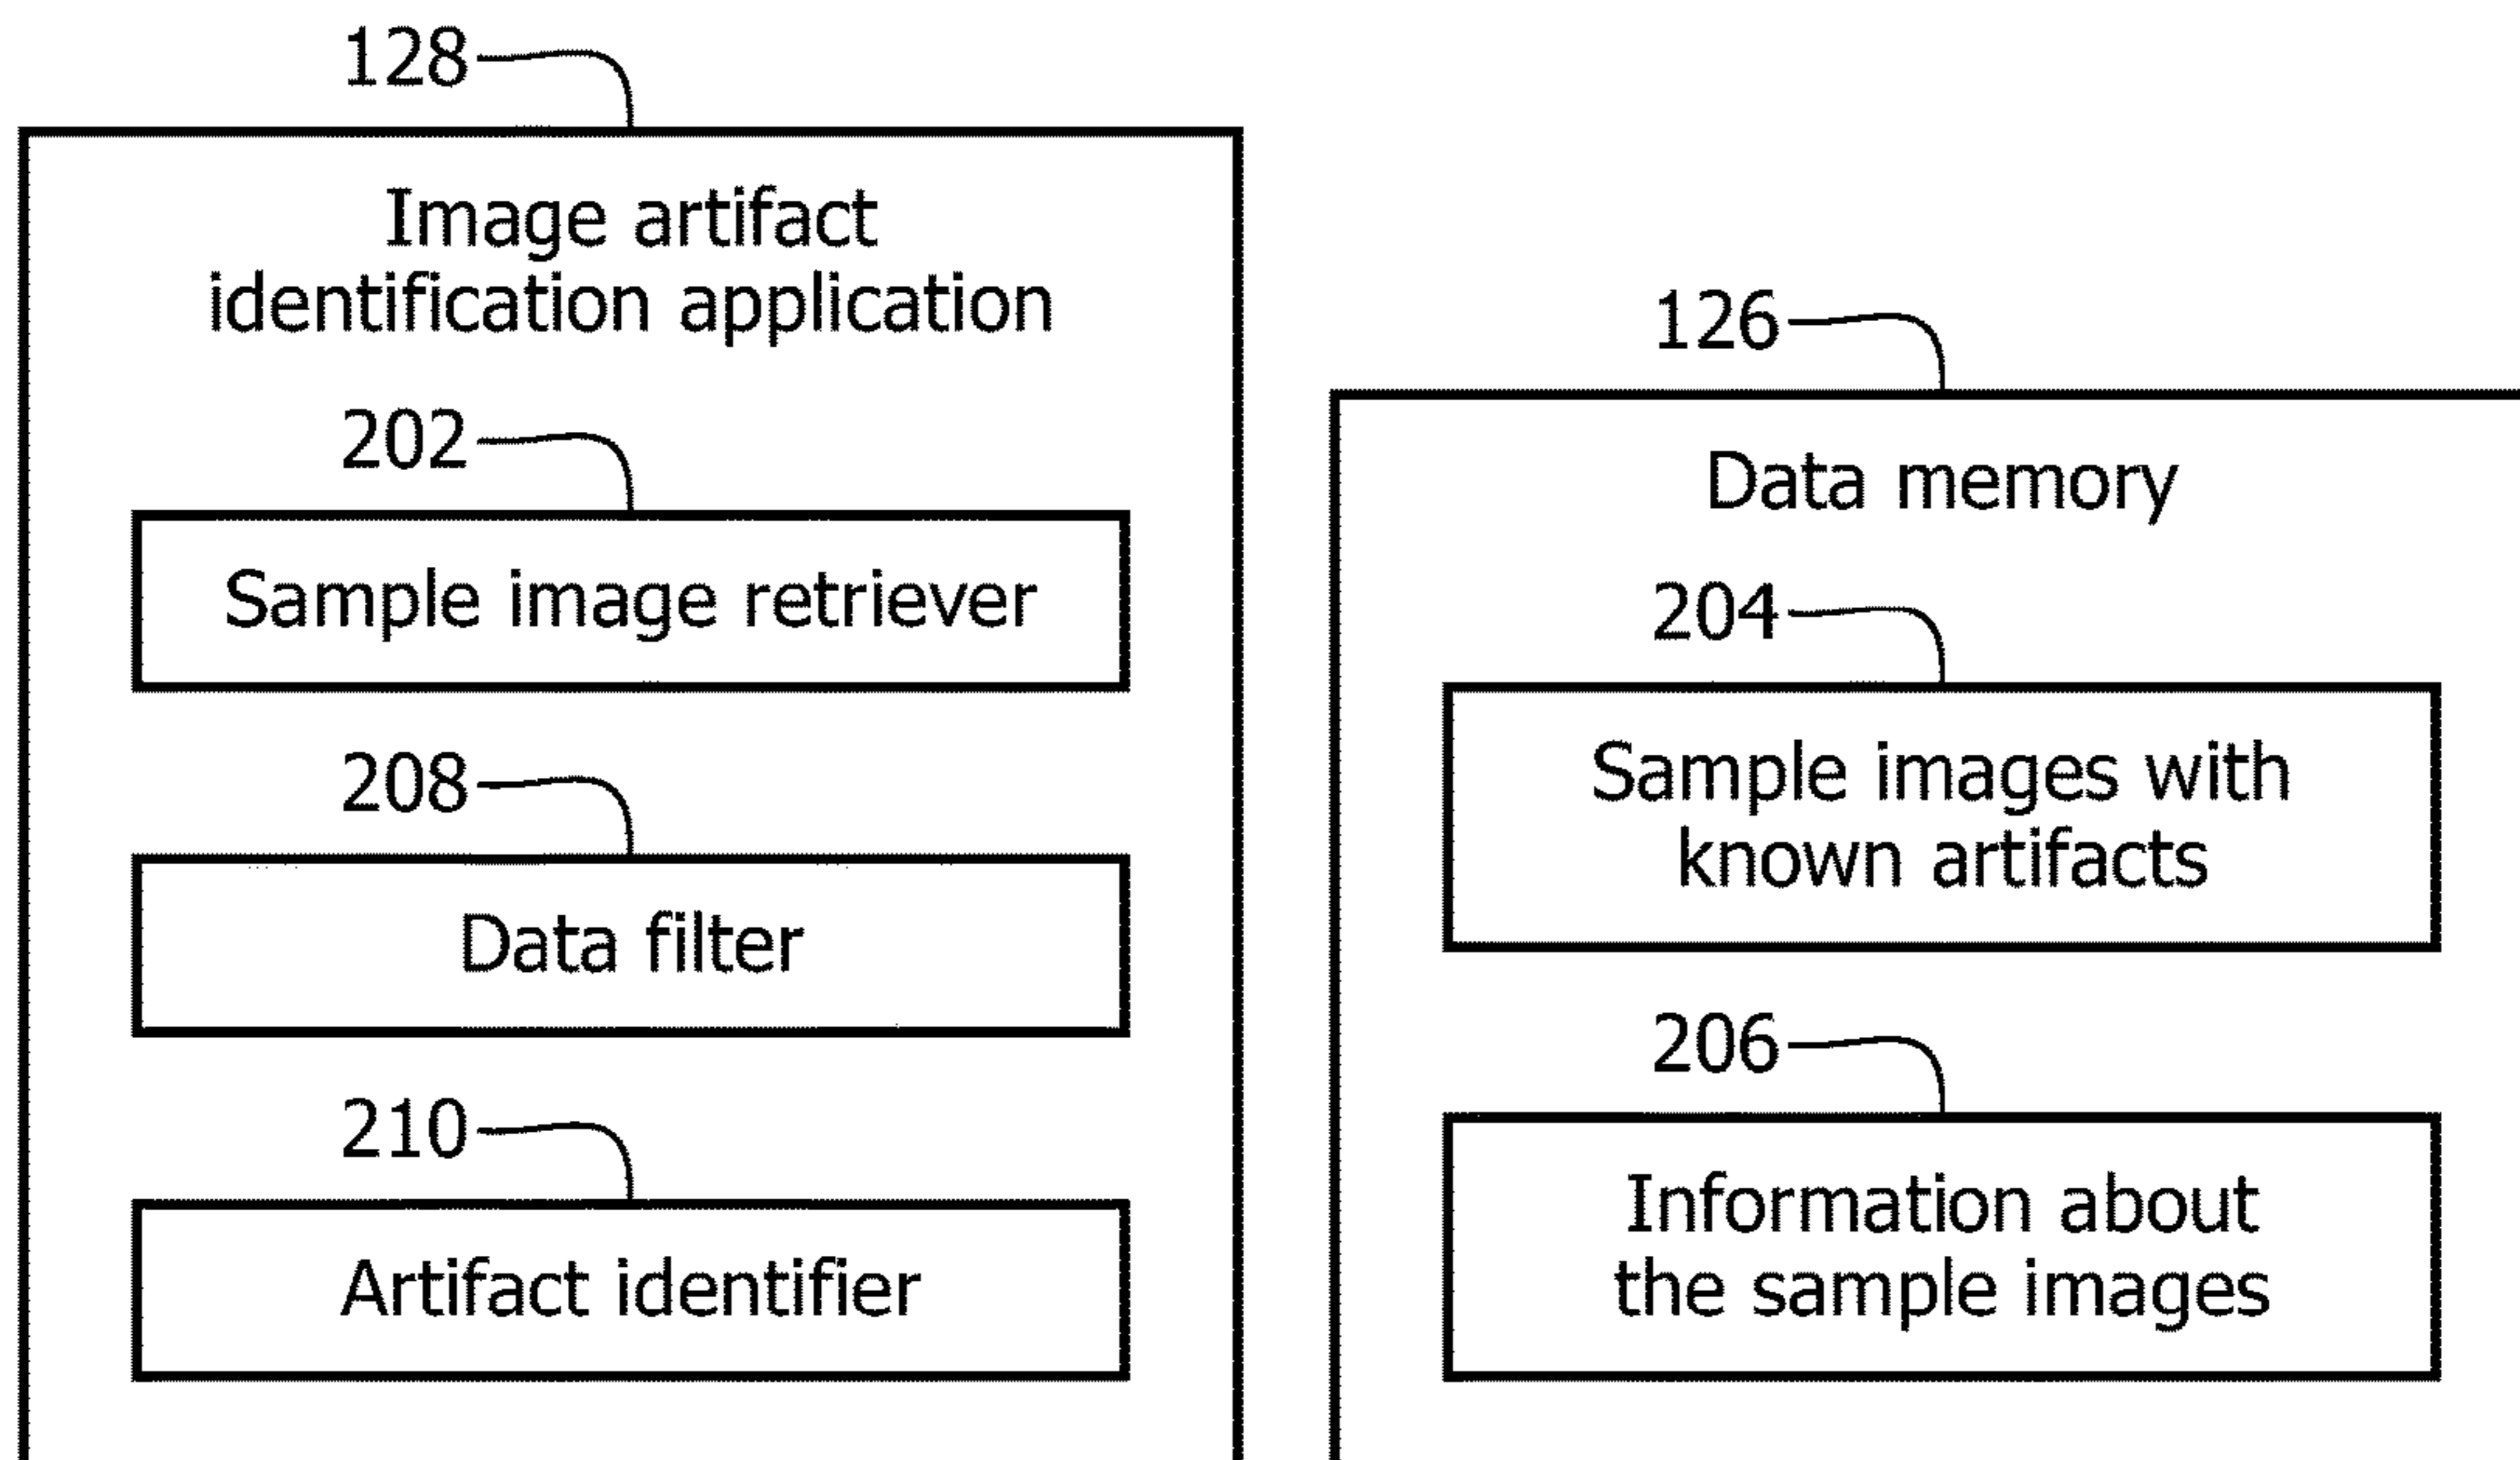 128
Image artifact
identification application
202
Sample image retriever
208
Data filter
210
Artifact identifier
126
Data memory
204
Sample images with
known artifacts
206
Information about
the sample images